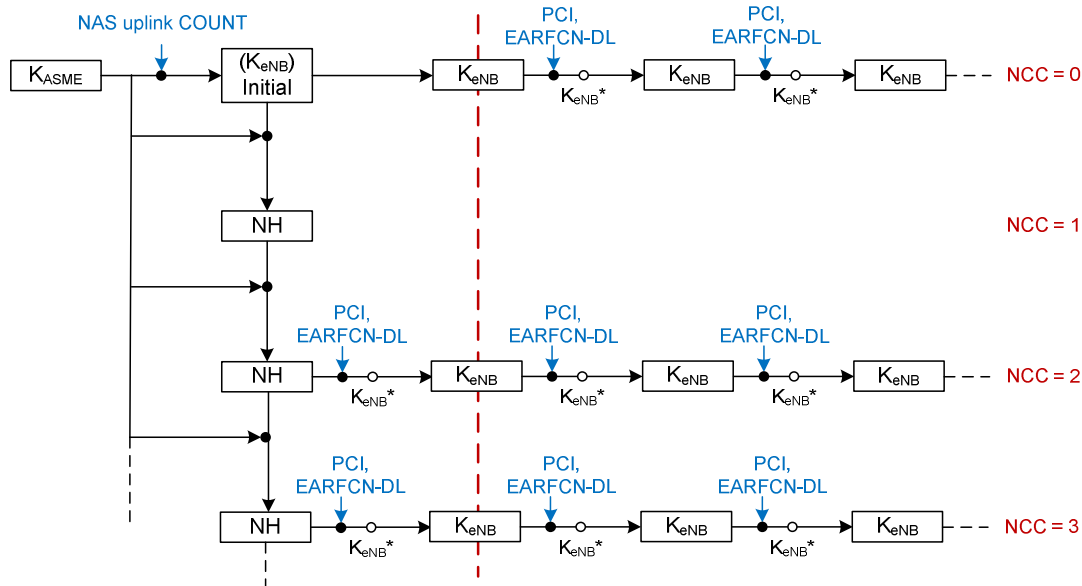 NAS uplink COUNT
PCI,
EARFCN-DL
PCI,
EARFCN-DL
KASME
(KeNB)
Initial
KeNB
KeNB*
KeNB
KeNB*
KeNB
NCC = 0
NH
NCC = 1
PCI,
EARFCN-DL
PCI,
EARFCN-DL
PCI,
EARFCN-DL
NH
KeNB*
KeNB
KeNB*
KeNB
KeNB*
KeNB
NCC = 2
PCI,
EARFCN-DL
PCI,
EARFCN-DL
PCI,
EARFCN-DL
NH
KeNB*
KeNB
KeNB*
KeNB
KeNB*
KeNB
NCC = 3